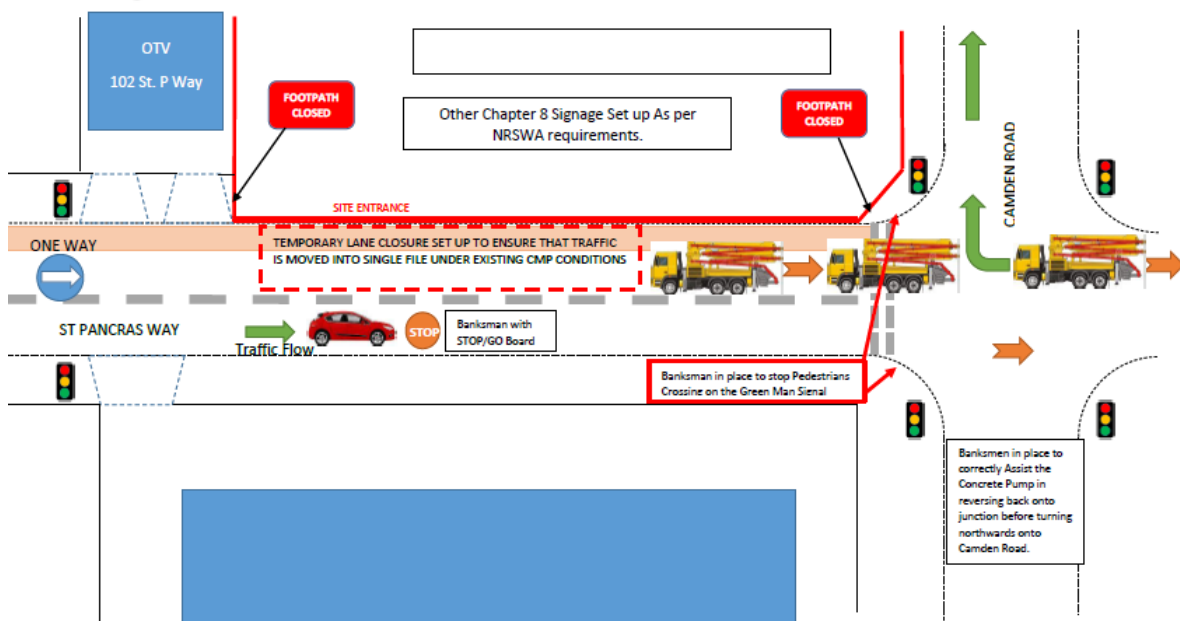 OTV
102 St. P Way
FOOTPATH
CLOSED
Other Chapter 8 Signage Set up As per
NRSWA requirements.
FOOTPATH
CLOSED
CAMDEN ROAD
SITE ENTRANCE
ONE WAY
TEMPORARY LANE CLOSURE SET UP TO ENSURE THAT TRAFFIC
IS MOVED INTO SINGLE FILE UNDER EXISTING CMP CONDITIONS
ST PANCRAS WAY
Traffic Flow
STOP
Banksman with
STOP/GO Board
Banksman in place to stop Pedestrians
Crossing on the Green Man Signal
Banksmen in place to
correctly Assist the
Concrete Pump in
reversing back onto
junction before turning
northwards onto
Camden Road.